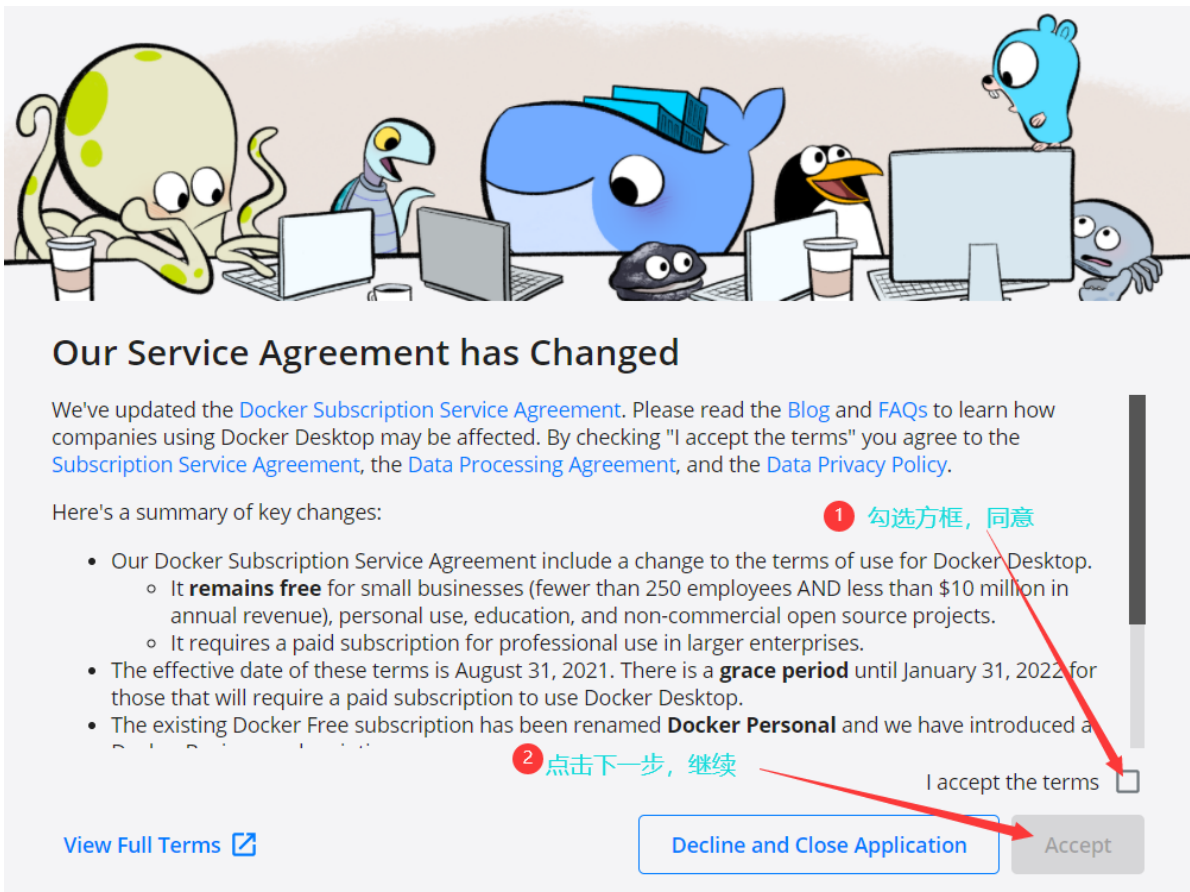 Our Service Agreement has Changed
We've updated the Docker Subscription Service Agreement. Please read the Blog and FAQs to learn how
companies using Docker Desktop may be affected. By checking "I accept the terms" you agree to the
Subscription Service Agreement, the Data Processing Agreement, and the Data Privacy Policy.
Here's a summary of key changes:
1 勾选方框，同意
• Our Docker Subscription Service Agreement include a change to the terms of use for Docker Desktop.
◦ It remains free for small businesses (fewer than 250 employees AND less than $10 million in
annual revenue), personal use, education, and non-commercial open source projects.
◦ It requires a paid subscription for professional use in larger enterprises.
• The effective date of these terms is August 31, 2021. There is a grace period until January 31, 2022 for
those that will require a paid subscription to use Docker Desktop.
• The existing Docker Free subscription has been renamed Docker Personal and we have introduced a
2 点击下一步，继续
I accept the terms
View Full Terms
Decline and Close Application
Accept